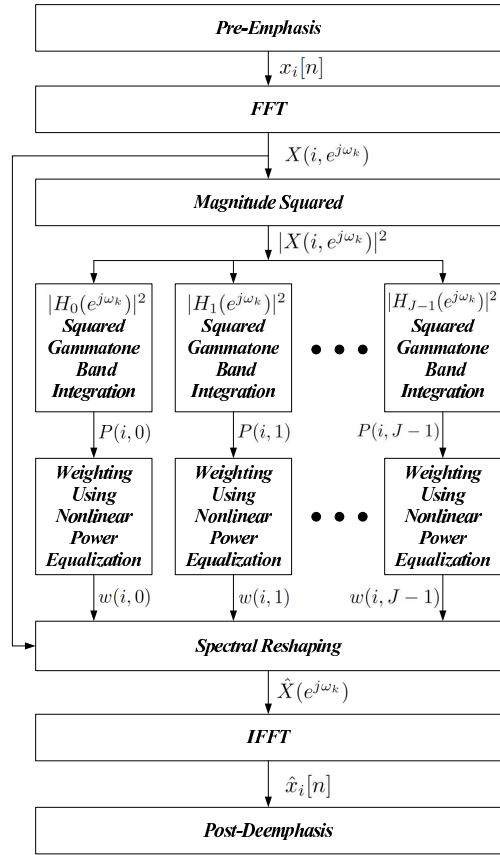 Pre-Emphasis
x_i[n]
FFT
X(i, e^{jω_k})
Magnitude Squared
|X(i, e^{jω_k})|^2
|H_0(e^{jω_k})|^2
Squared
Gammatone
Band
Integration
|H_1(e^{jω_k})|^2
Squared
Gammatone
Band
Integration
• • •
|H_{J−1}(e^{jω_k})|^2
Squared
Gammatone
Band
Integration
P(i, 0)
P(i, 1)
P(i, J − 1)
Weighting
Using
Nonlinear
Power
Equalization
Weighting
Using
Nonlinear
Power
Equalization
• • •
Weighting
Using
Nonlinear
Power
Equalization
w(i, 0)
w(i, 1)
w(i, J − 1)
Spectral Reshaping
X̂(e^{jω_k})
IFFT
x̂_i[n]
Post-Deemphasis